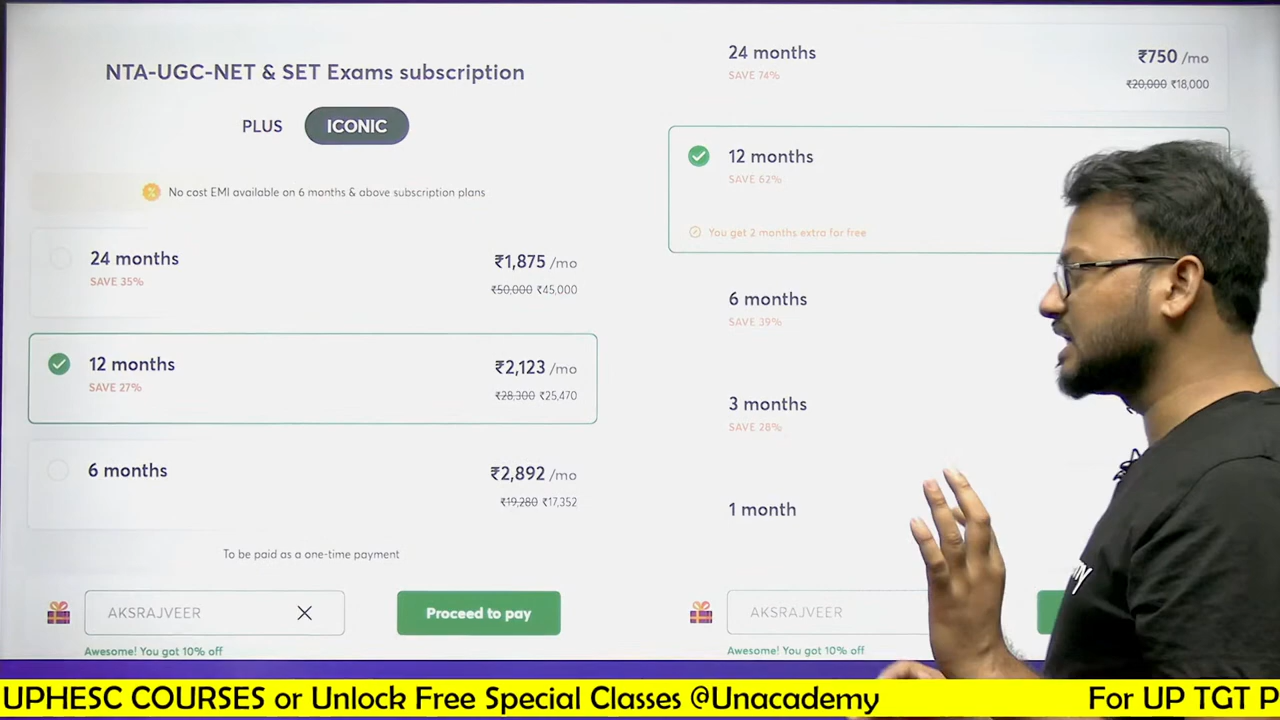 NTA-UGC-NET & SET Exams subscription
PLUS ICONIC
No cost EMI available on 6 months & above subscription plans
24 months
SAVE 35%
₹1,875 /mo
₹50,000 ₹45,000
12 months
SAVE 27%
₹2,123 /mo
₹28,300 ₹25,470
6 months
₹2,892 /mo
₹19,280 ₹17,352
To be paid as a one-time payment
AKSRAJVEER
Proceed to pay
Awesome! You got 10% off
24 months
SAVE 74%
₹750 /mo
₹20,000 ₹18,000
12 months
SAVE 62%
You get 2 months extra for free
6 months
SAVE 39%
3 months
SAVE 28%
1 month
AKSRAJVEER
Awesome! You got 10% off
UPHESC COURSES or Unlock Free Special Classes @Unacademy
For UP TGT P